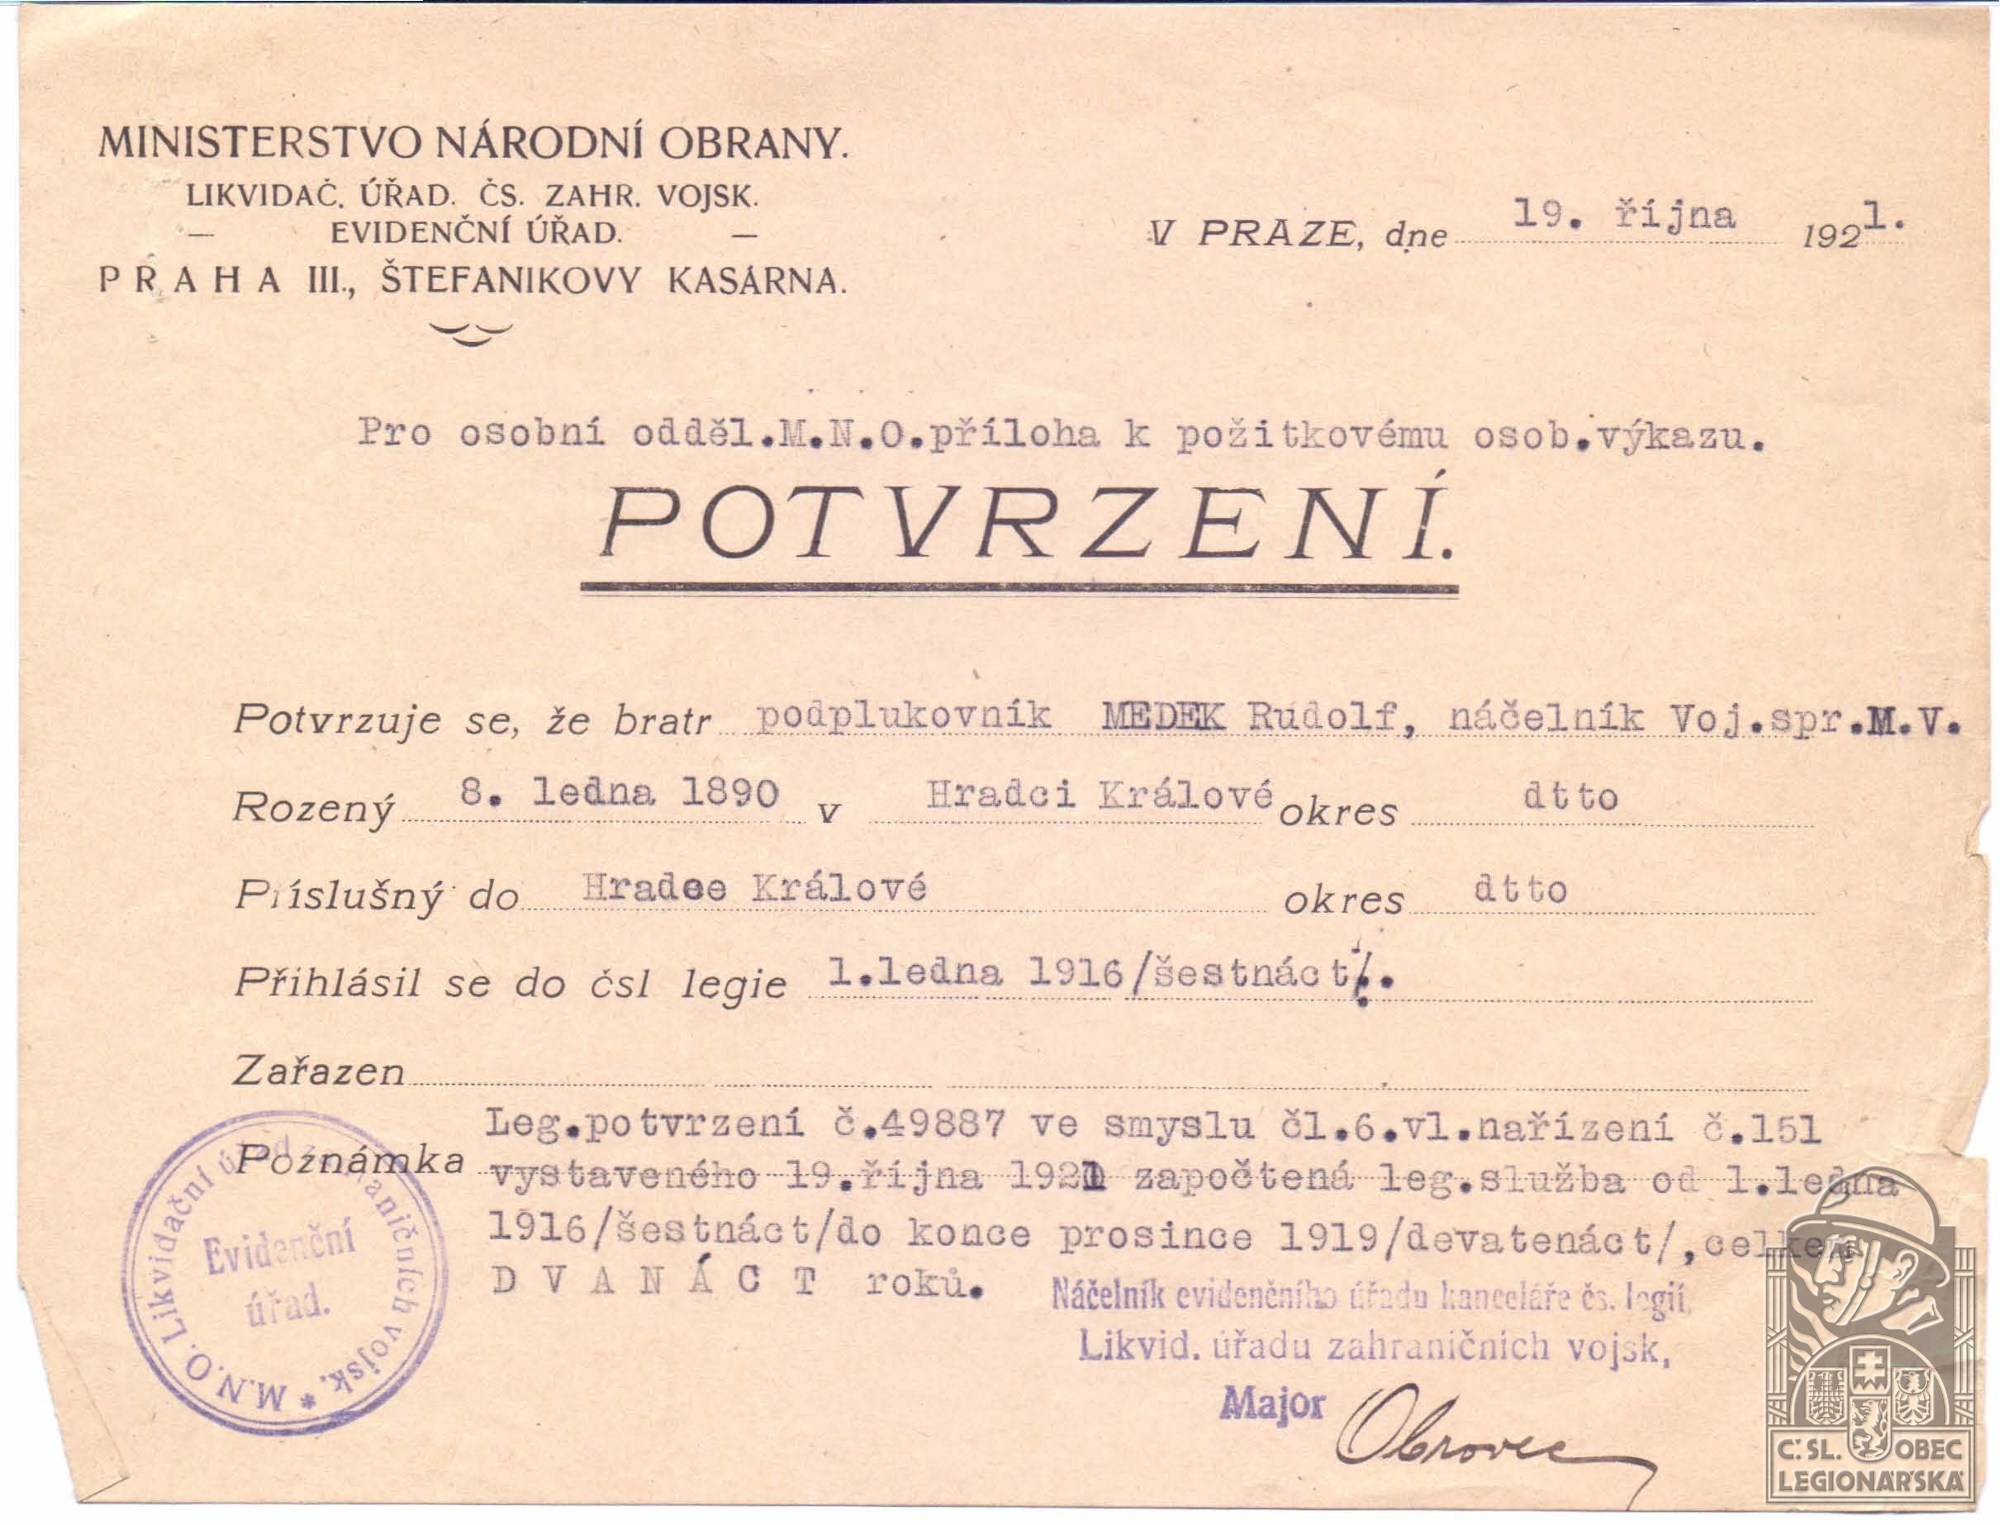 MINISTERSTVO NÁRODNÍ OBRANY.
LIKVIDAČ. ÚŘAD. ČS. ZAHR. VOJSK.
— EVIDENČNÍ ÚŘAD. —
PRAHA III., ŠTEFANIKOVY KASÁRNA.
V PRAZE, dne 19. října 1921.
Pro osobní odděl.M.N.O.příloha k požitkovému osob.výkazu.
POTVRZENÍ.
Potvrzuje se, že bratr podplukovník MEDEK Rudolf, náčelník Voj.spr.M.V.
Rozený 8. ledna 1890 v Hradci Králové okres dtto
Příslušný do Hradce Králové okres dtto
Přihlásil se do čsl legie 1.ledna 1916/šestnáct/.
Zařazen
Leg.potvrzení č.49887 ve smyslu čl.6.vl.nařízení č.151
Poznámka vystaveného 19.října 1921 započtená leg.služba od 1.ledna
1916/šestnáct/do konce prosince 1919/devatenáct/,celkem
DVANÁCT roků.
Náčelník evidenčního úřadu kanceláře čs. legií,
Likvid. úřadu zahraničních vojsk,
Major Obrovec
M.N.O. Likvidační úřad zahraničních vojsk. *
Evidenční
úřad.
Č.SL. OBEC
LEGIONÁŘSKÁ